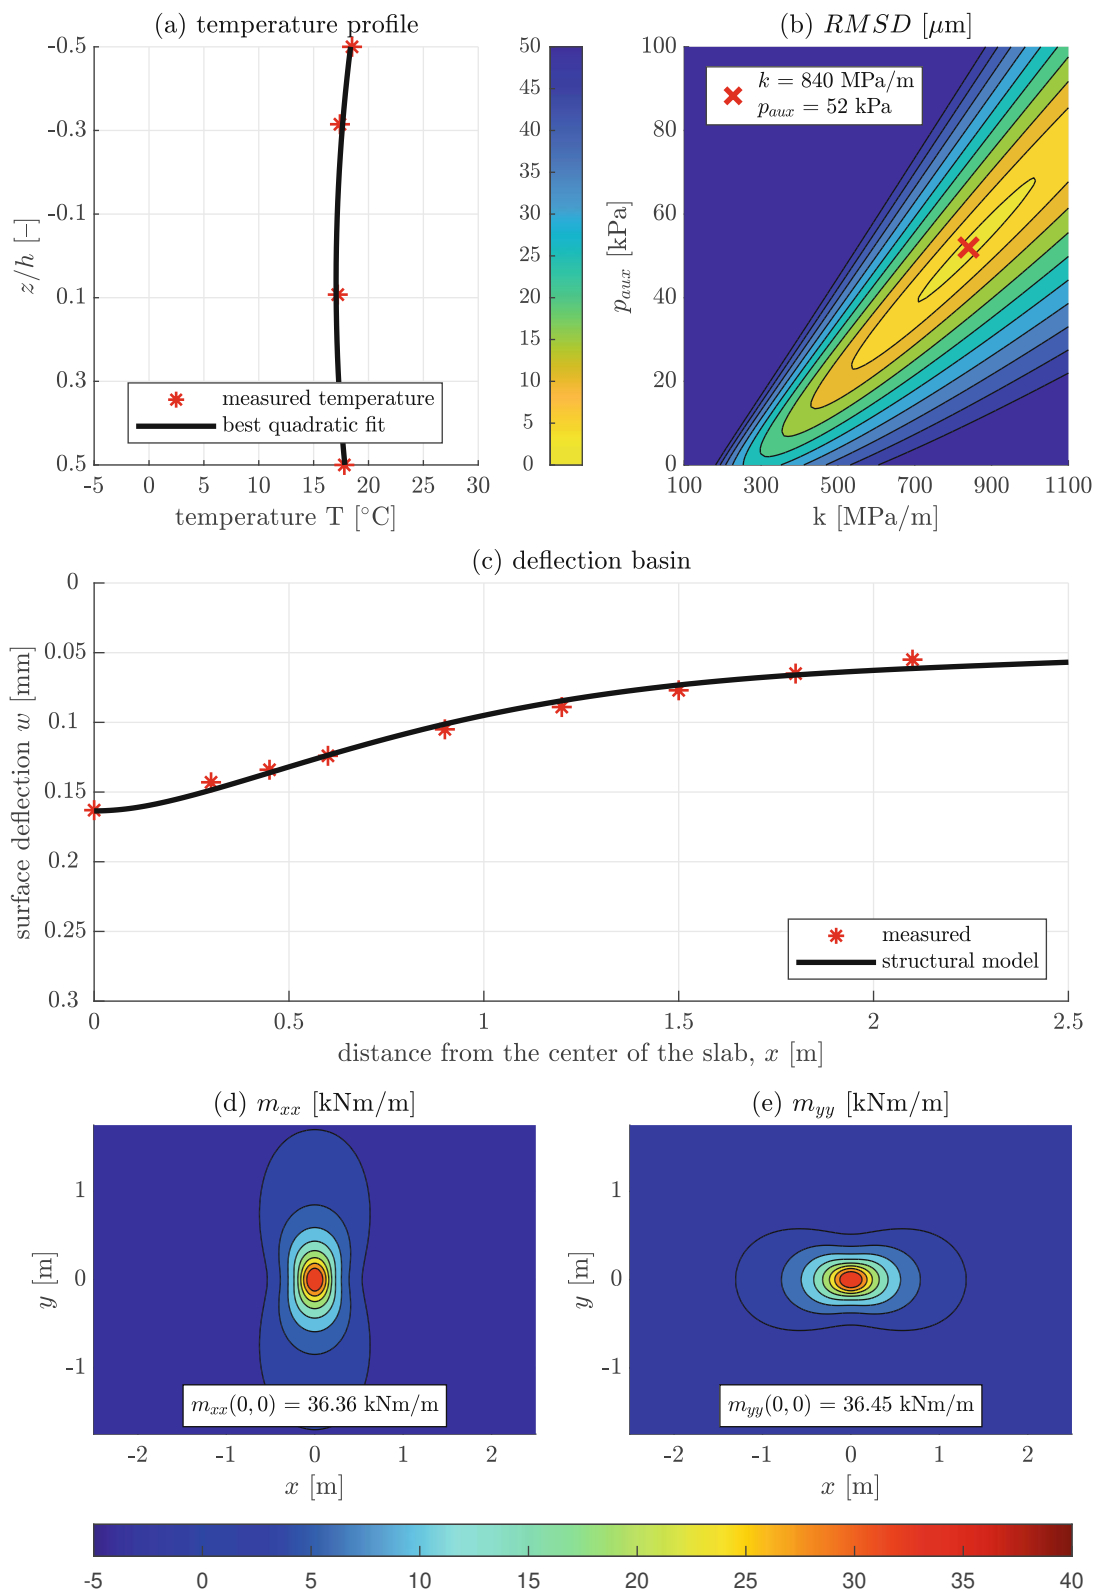 (a) temperature profile
-0.5
-0.3
-0.1
0.1
0.3
0.5
z/h [−]
measured temperature
best quadratic fit
-5 0 5 10 15 20 25 30
temperature T [°C]
50
45
40
35
30
25
20
15
10
5
0
(b) RMSD [μm]
k = 840 MPa/m
p_aux = 52 kPa
100
80
60
40
20
0
p_aux [kPa]
100 300 500 700 900 1100
k [MPa/m]
(c) deflection basin
0
0.05
0.1
0.15
0.2
0.25
0.3
surface deflection w [mm]
measured
structural model
0 0.5 1 1.5 2 2.5
distance from the center of the slab, x [m]
(d) m_xx [kNm/m]
1
0
-1
y [m]
m_xx(0,0) = 36.36 kNm/m
-2 -1 0 1 2
x [m]
(e) m_yy [kNm/m]
1
0
-1
y [m]
m_yy(0,0) = 36.45 kNm/m
-2 -1 0 1 2
x [m]
-5 0 5 10 15 20 25 30 35 40